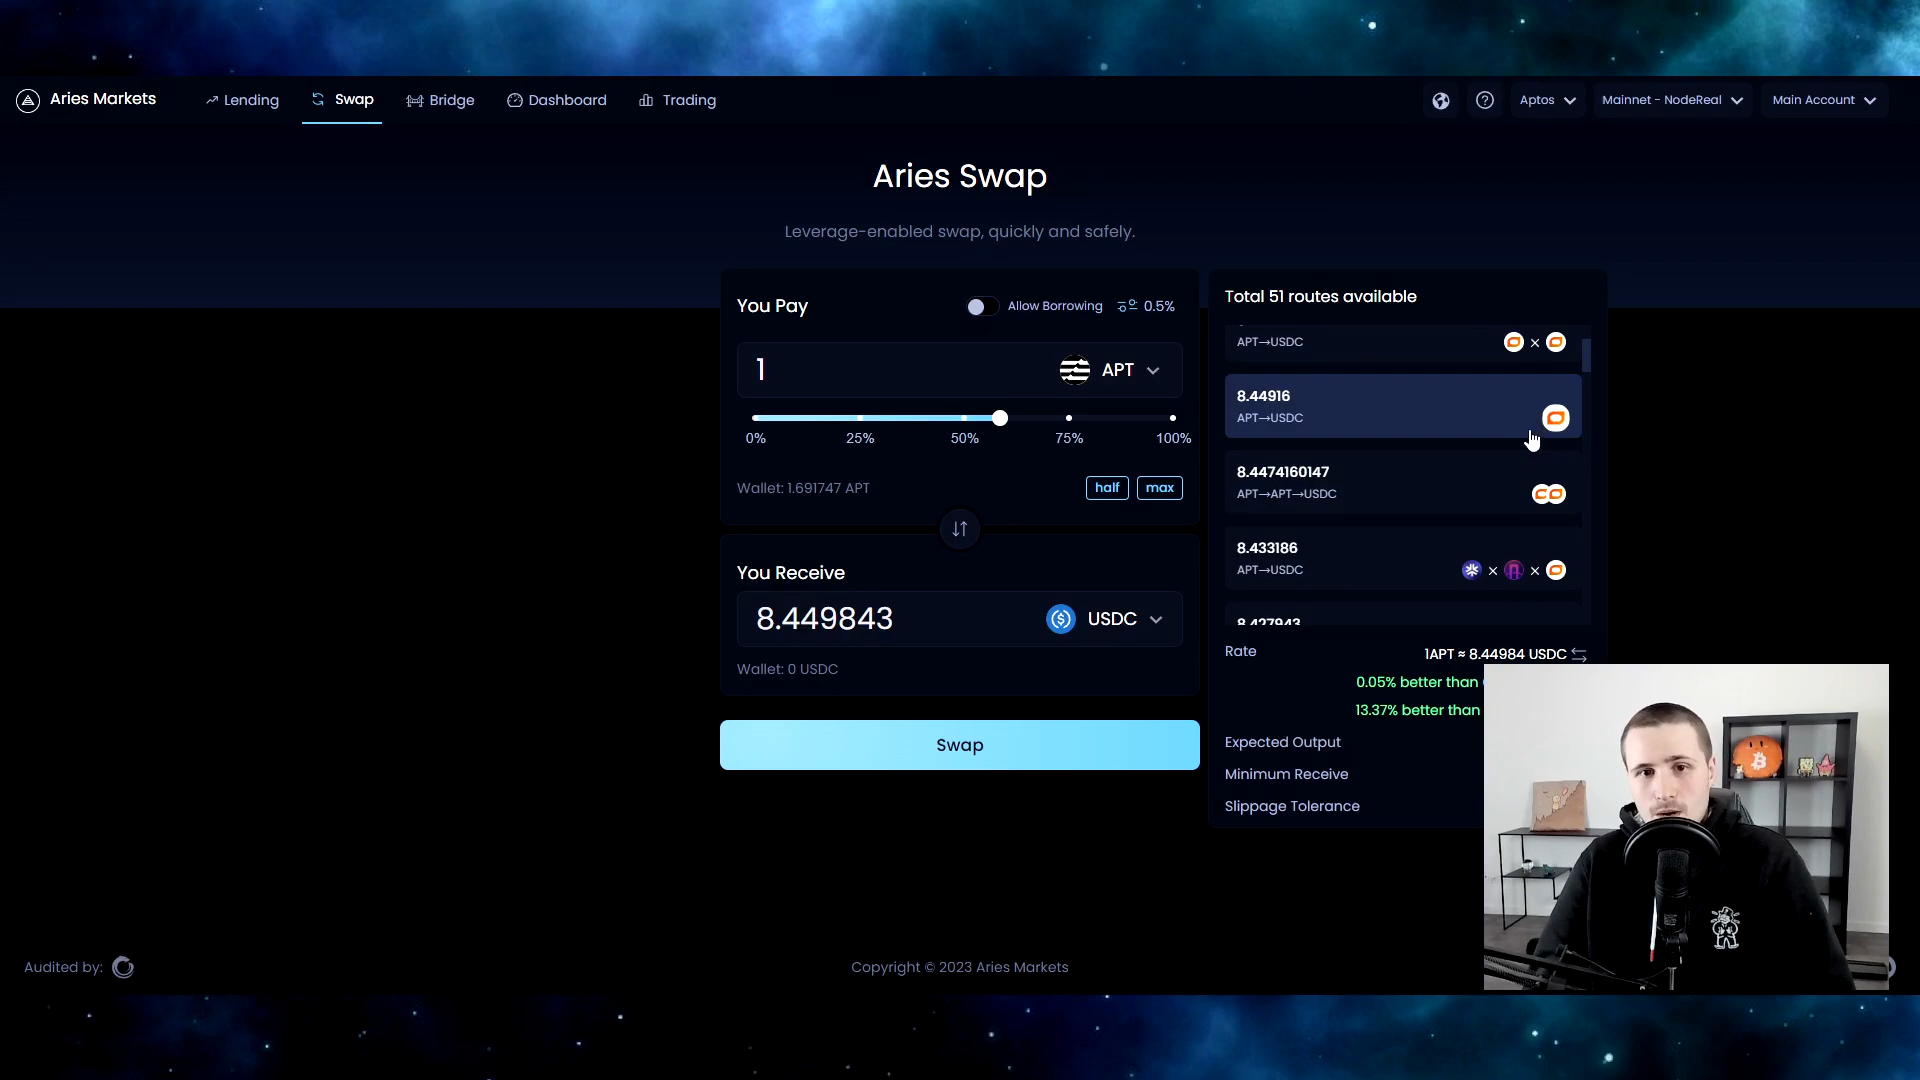 Aries Markets
Lending
Swap
Bridge
Dashboard
Trading
Aptos
Mainnet - NodeReal
Main Account
Aries Swap
Leverage-enabled swap, quickly and safely.
You Pay
Allow Borrowing
0.5%
1
APT
0%
25%
50%
75%
100%
Wallet: 1.691747 APT
half
max
You Receive
8.449843
USDC
Wallet: 0 USDC
Swap
Total 51 routes available
APT→USDC
8.44916
APT→USDC
8.4474160147
APT→APT→USDC
8.433186
APT→USDC
8.427943
Rate
1APT ≈ 8.44984 USDC
0.05% better than
13.37% better than
Expected Output
Minimum Receive
Slippage Tolerance
Audited by:
Copyright © 2023 Aries Markets